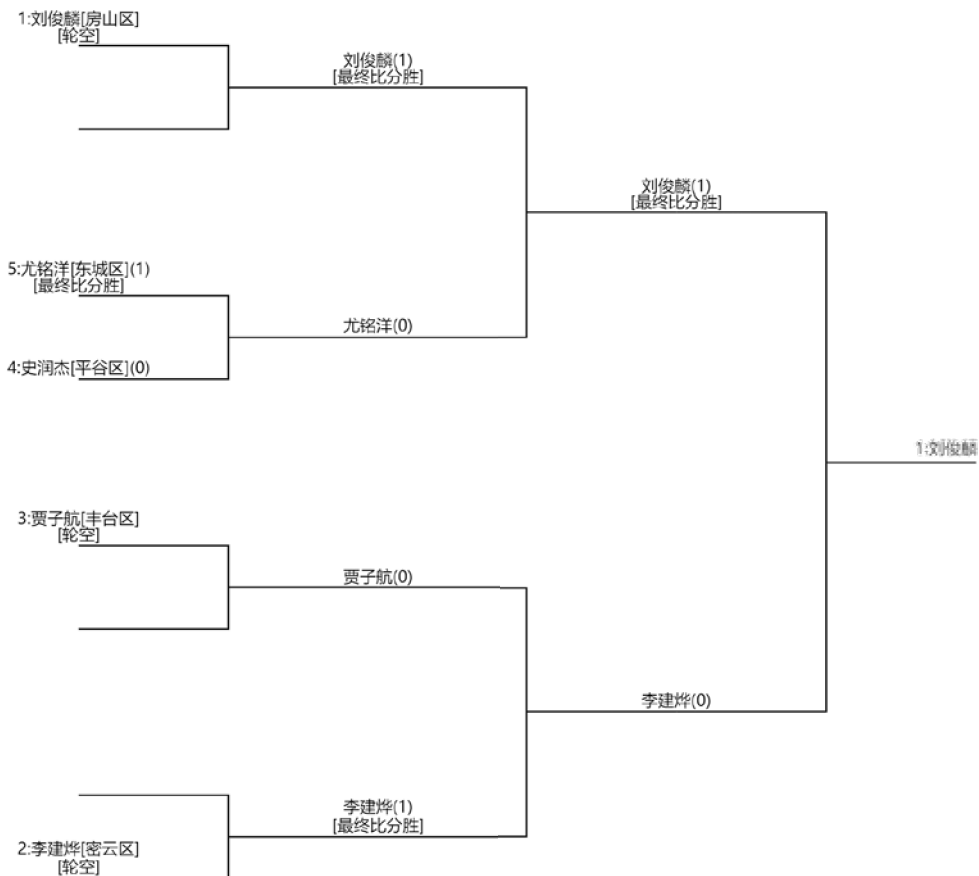 1:刘俊麟[房山区]
[轮空]
刘俊麟(1)
[最终比分胜]
刘俊麟(1)
[最终比分胜]
5:尤铭洋[东城区](1)
[最终比分胜]
尤铭洋(0)
4:史润杰[平谷区](0)
1:刘俊麟
3:贾子航[丰台区]
[轮空]
贾子航(0)
李建烨(0)
李建烨(1)
[最终比分胜]
2:李建烨[密云区]
[轮空]